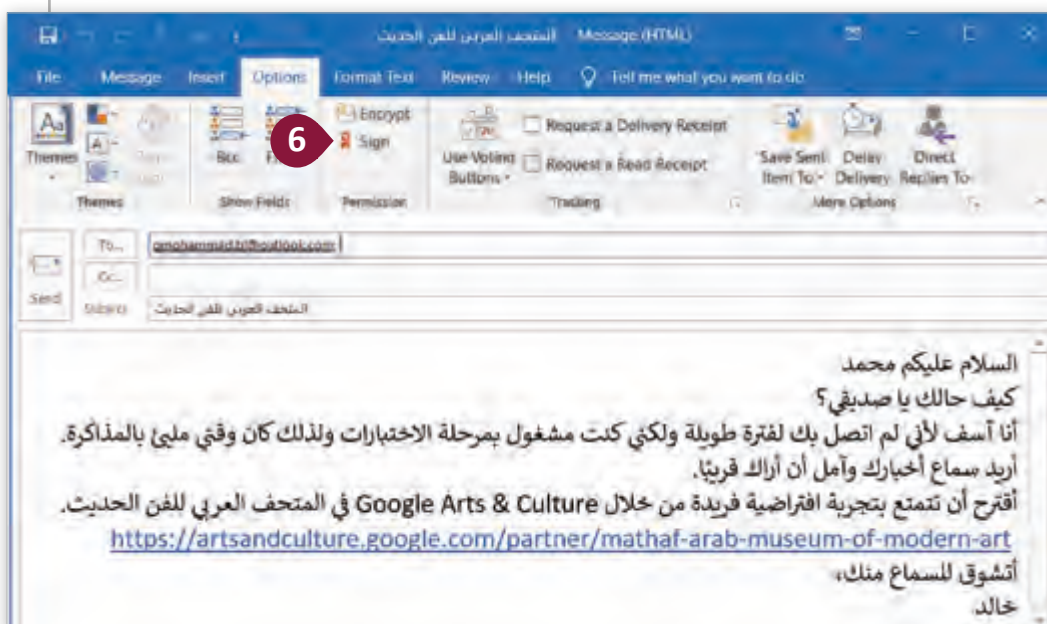 المتحف العربي للفن الحديث Message (HTML)
File Message Insert Options Format Text Review Help Tell me what you want to do
Themes
Bcc
6
Encrypt
Sign
Use Voting Buttons
Request a Delivery Receipt
Request a Read Receipt
Save Sent Item To
Delay Delivery
Direct Replies To
Themes Show Fields Permission Tracking More Options
Send
To...
Cc...
Subject المتحف العربي للفن الحديث
السلام عليكم محمد
كيف حالك يا صديقي؟
أنا آسف لأني لم اتصل بك لفترة طويلة ولكني كنت مشغول بمرحلة الاختبارات ولذلك كان وقتي مليئ بالمذاكرة.
أريد سماع أخبارك وآمل أن أراك قريبًا.
أقترح أن تتمتع بتجربة افتراضية فريدة من خلال Google Arts & Culture في المتحف العربي للفن الحديث.
https://artsandculture.google.com/partner/mathaf-arab-museum-of-modern-art
أتشوق للسماع منك،
خالد